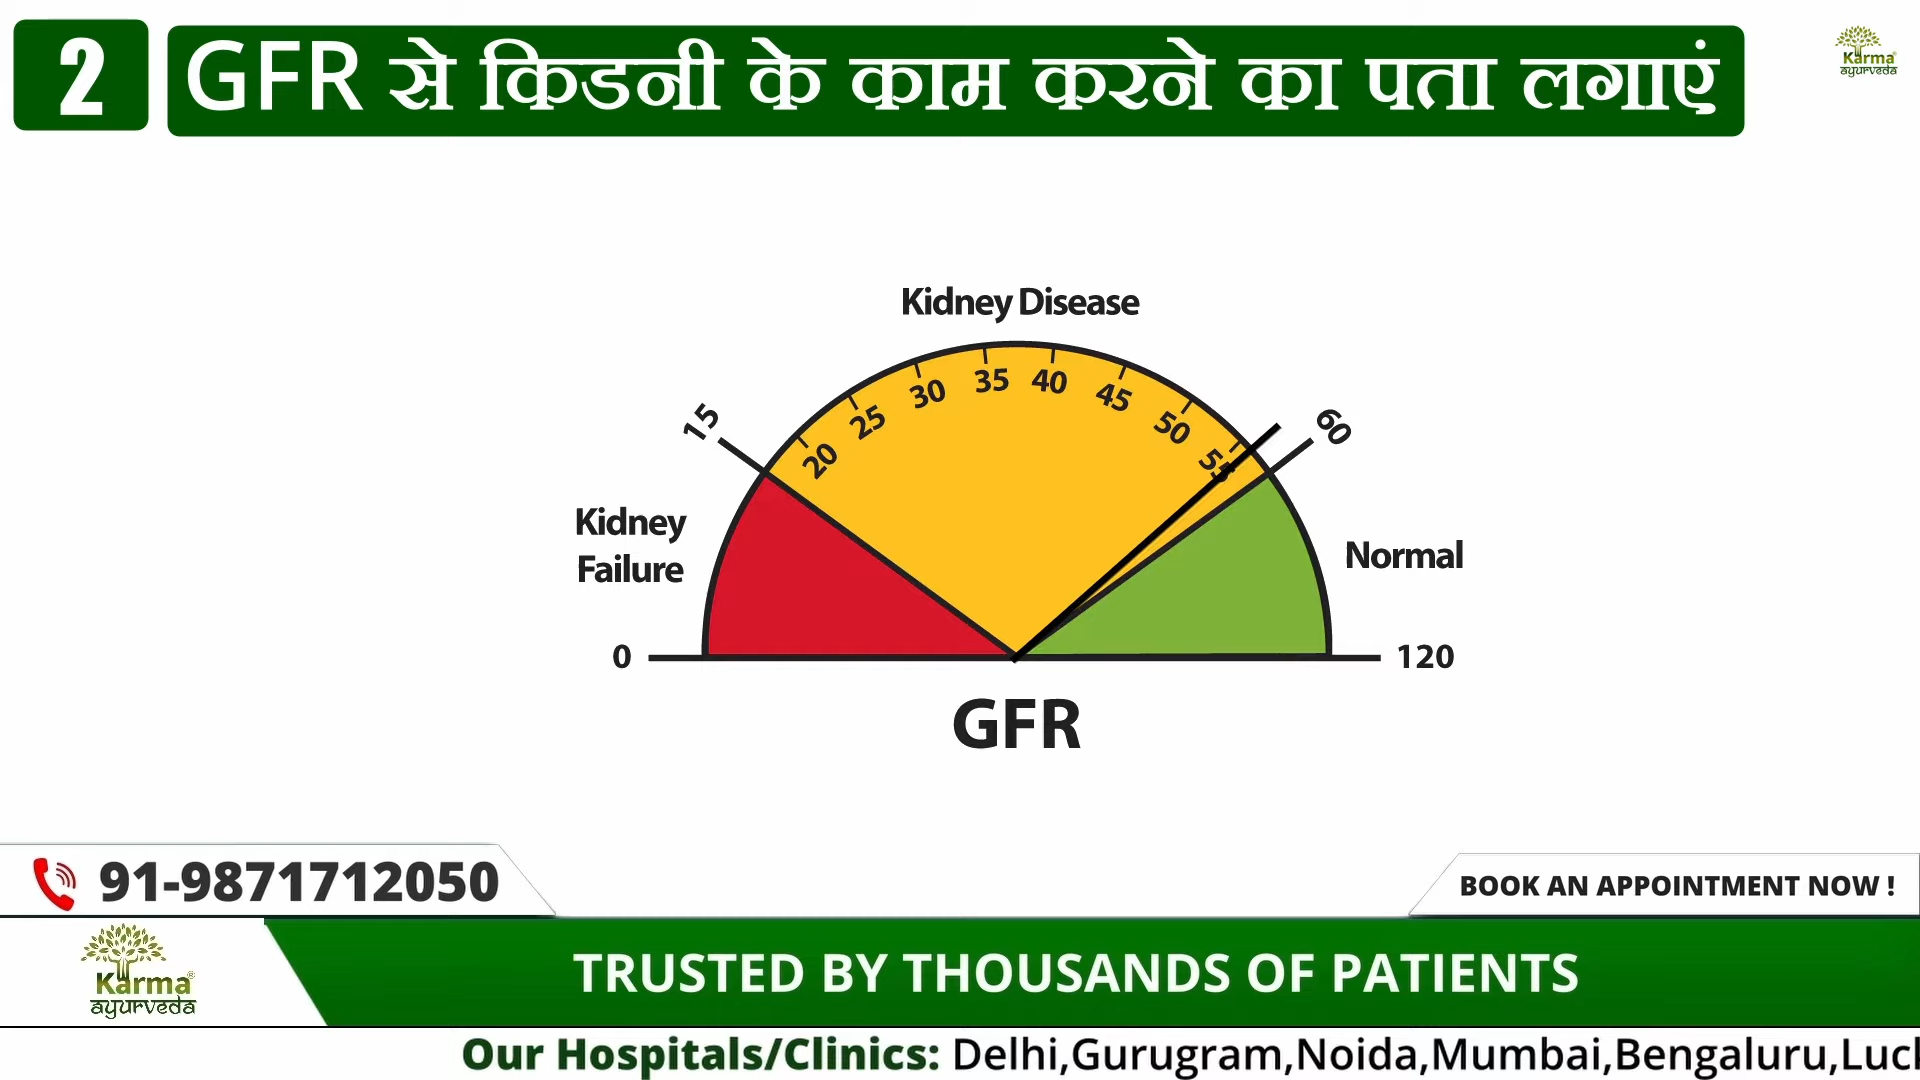 2
GFR से किडनी के काम करने का पता लगाएं
Karma
ayurveda
Kidney Disease
15
20
25
30
35
40
45
50
55
60
Kidney
Failure
Normal
0
120
GFR
91-9871712050
BOOK AN APPOINTMENT NOW !
Karma®
ayurveda
TRUSTED BY THOUSANDS OF PATIENTS
Our Hospitals/Clinics: Delhi,Gurugram,Noida,Mumbai,Bengaluru,